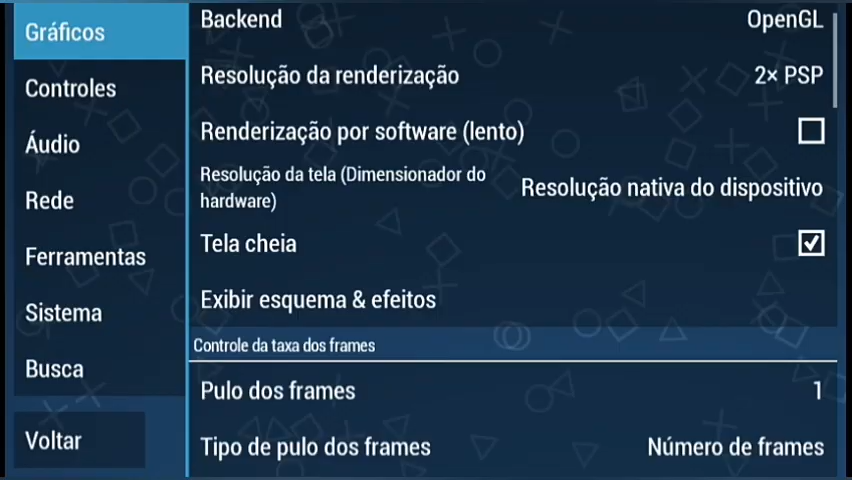 Gráficos
Controles
Áudio
Rede
Ferramentas
Sistema
Busca
Voltar
Backend OpenGL
Resolução da renderização 2× PSP
Renderização por software (lento)
Resolução da tela (Dimensionador do
hardware) Resolução nativa do dispositivo
Tela cheia
Exibir esquema & efeitos
Controle da taxa dos frames
Pulo dos frames 1
Tipo de pulo dos frames Número de frames